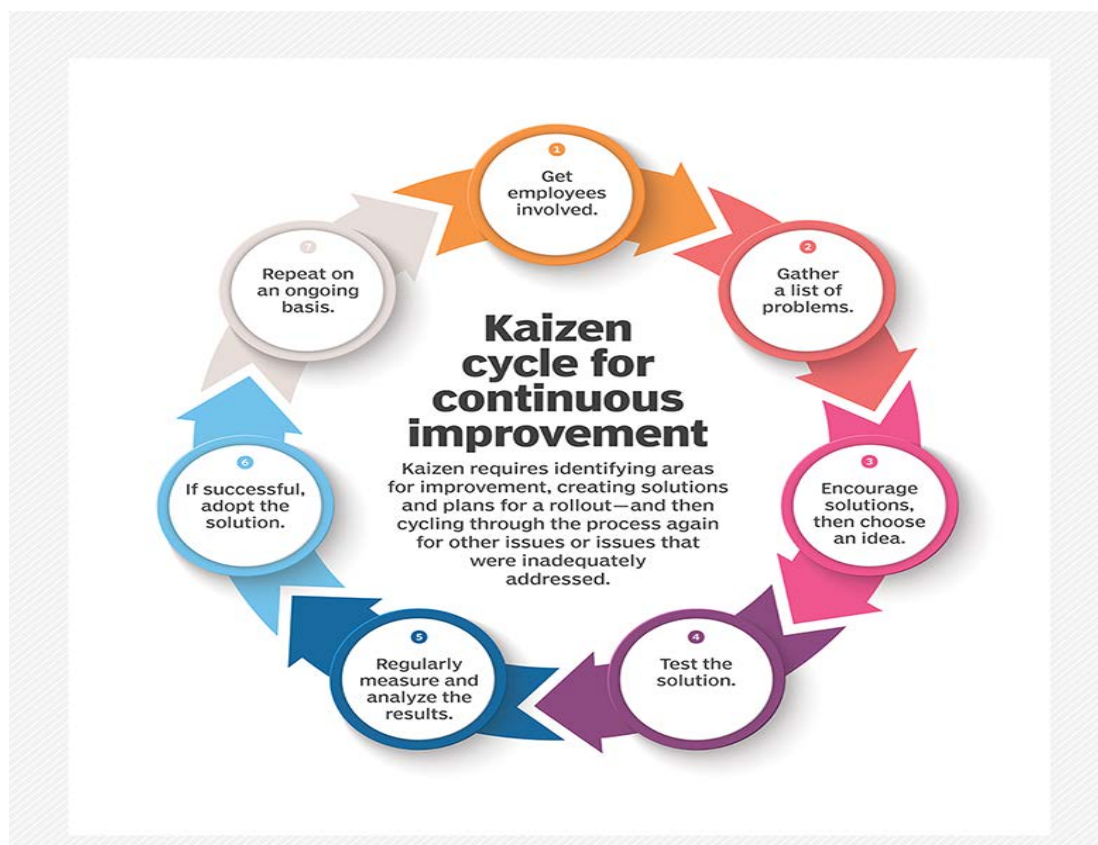 1
Get
employees
involved.
2
Gather
a list of
problems.
3
Encourage
solutions,
then choose
an idea.
4
Test the
solution.
5
Regularly
measure and
analyze the
results.
6
If successful,
adopt the
solution.
7
Repeat on
an ongoing
basis.
Kaizen
cycle for
continuous
improvement
Kaizen requires identifying areas
for improvement, creating solutions
and plans for a rollout—and then
cycling through the process again
for other issues or issues that
were inadequately
addressed.